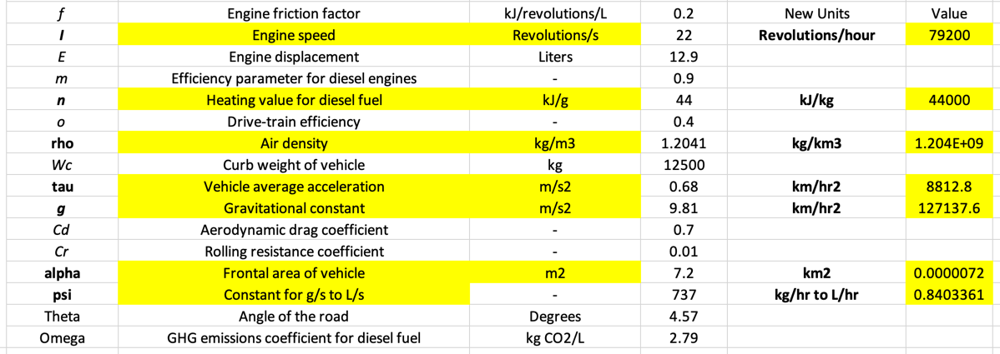 f Engine friction factor kJ/revolutions/L 0.2 New Units Value
I Engine speed Revolutions/s 22 Revolutions/hour 79200
E Engine displacement Liters 12.9
m Efficiency parameter for diesel engines - 0.9
n Heating value for diesel fuel kJ/g 44 kJ/kg 44000
o Drive-train efficiency - 0.4
rho Air density kg/m3 1.2041 kg/km3 1.204E+09
Wc Curb weight of vehicle kg 12500
tau Vehicle average acceleration m/s2 0.68 km/hr2 8812.8
g Gravitational constant m/s2 9.81 km/hr2 127137.6
Cd Aerodynamic drag coefficient - 0.7
Cr Rolling resistance coefficient - 0.01
alpha Frontal area of vehicle m2 7.2 km2 0.0000072
psi Constant for g/s to L/s - 737 kg/hr to L/hr 0.8403361
Theta Angle of the road Degrees 4.57
Omega GHG emissions coefficient for diesel fuel kg CO2/L 2.79